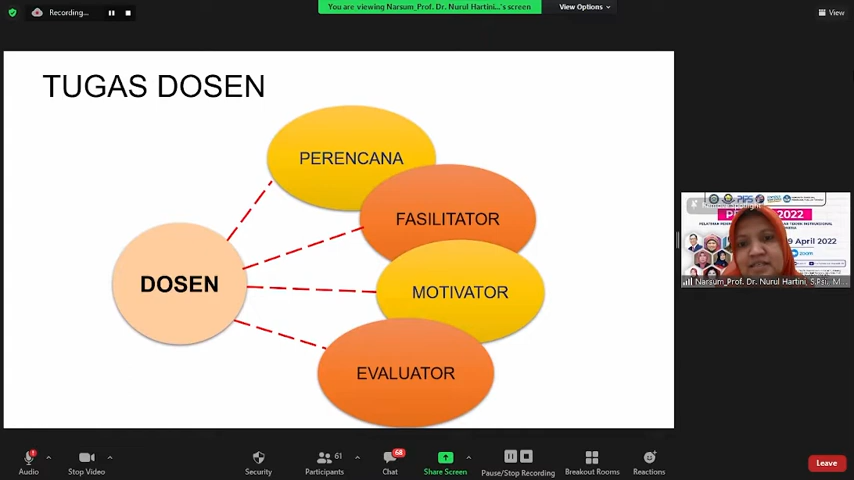 Recording...
You are viewing Narsum_Prof. Dr. Nurul Hartini...'s screen
View Options
View
TUGAS DOSEN
PERENCANA
FASILITATOR
DOSEN
MOTIVATOR
EVALUATOR
2022
April 2022
zoom
Narsum_Prof. Dr. Nurul Hartini, S.Psi., M...
Audio
Stop Video
Security
61
Participants
68
Chat
Share Screen
Pause/Stop Recording
Breakout Rooms
Reactions
Leave